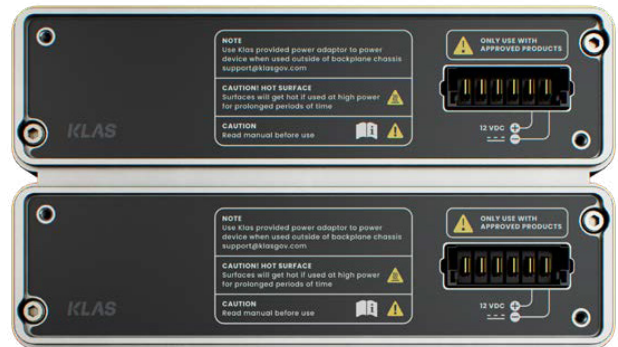 NOTE
Use Klas provided power adaptor to power
device when used outside of backplane chassis
support@klasgov.com
CAUTION! HOT SURFACE
Surfaces will get hot if used at high power
for prolonged periods of time
CAUTION
Read manual before use
ONLY USE WITH
APPROVED PRODUCTS
12 VDC
KLAS
NOTE
Use Klas provided power adaptor to power
device when used outside of backplane chassis
support@klasgov.com
CAUTION! HOT SURFACE
Surfaces will get hot if used at high power
for prolonged periods of time
CAUTION
Read manual before use
ONLY USE WITH
APPROVED PRODUCTS
12 VDC
KLAS